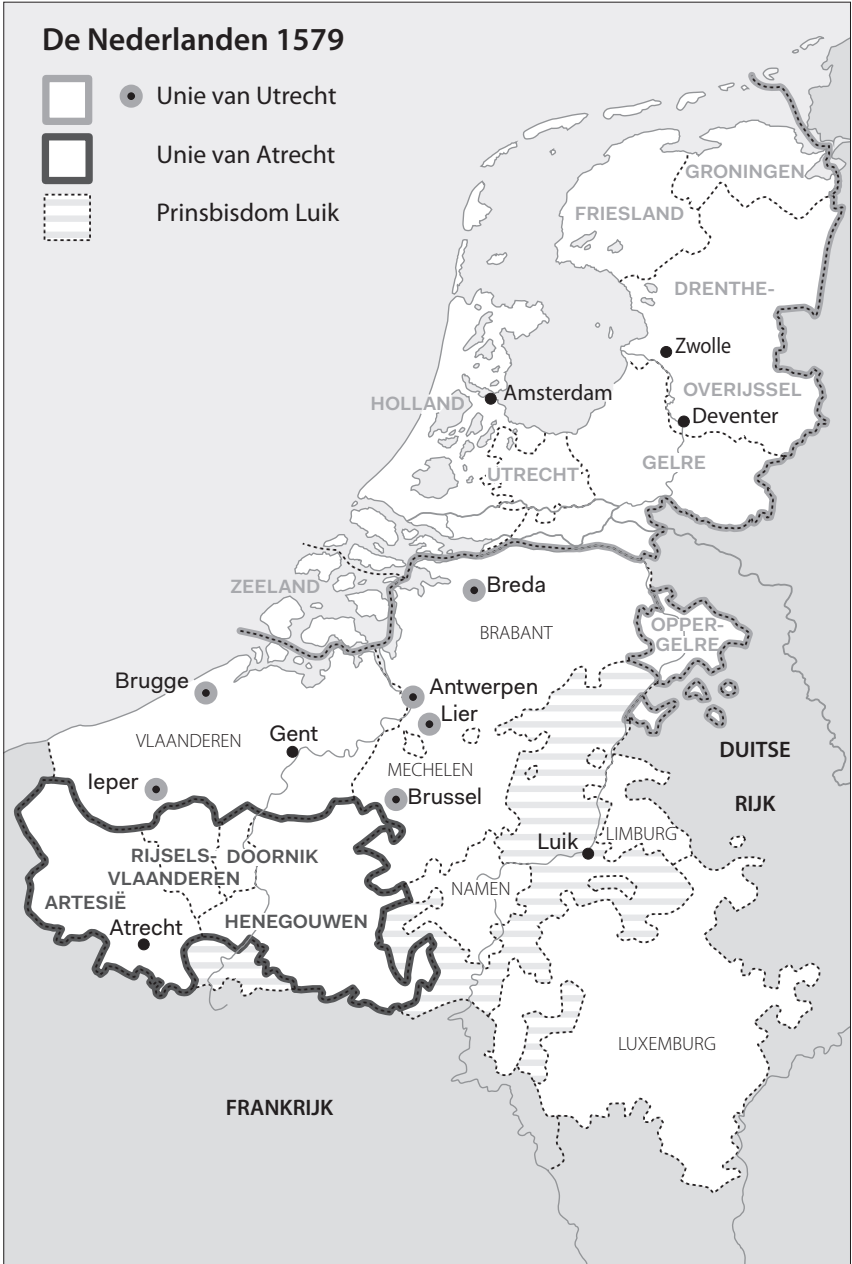 De Nederlanden 1579
Unie van Utrecht
Unie van Atrecht
Prinsbisdom Luik
GRONINGEN
FRIESLAND
DRENTHE-
Zwolle
OVERIJSSEL
Amsterdam
HOLLAND
Deventer
GELRE
UTRECHT
ZEELAND
Breda
BRABANT
OPPER-
GELRE
Brugge
Antwerpen
Lier
Gent
VLAANDEREN
DUITSE
RIJK
MECHELEN
Ieper
Brussel
LIMBURG
Luik
RIJSELS-
VLAANDEREN
DOORNIK
NAMEN
ARTESIË
HENEGOUWEN
Atrecht
LUXEMBURG
FRANKRIJK